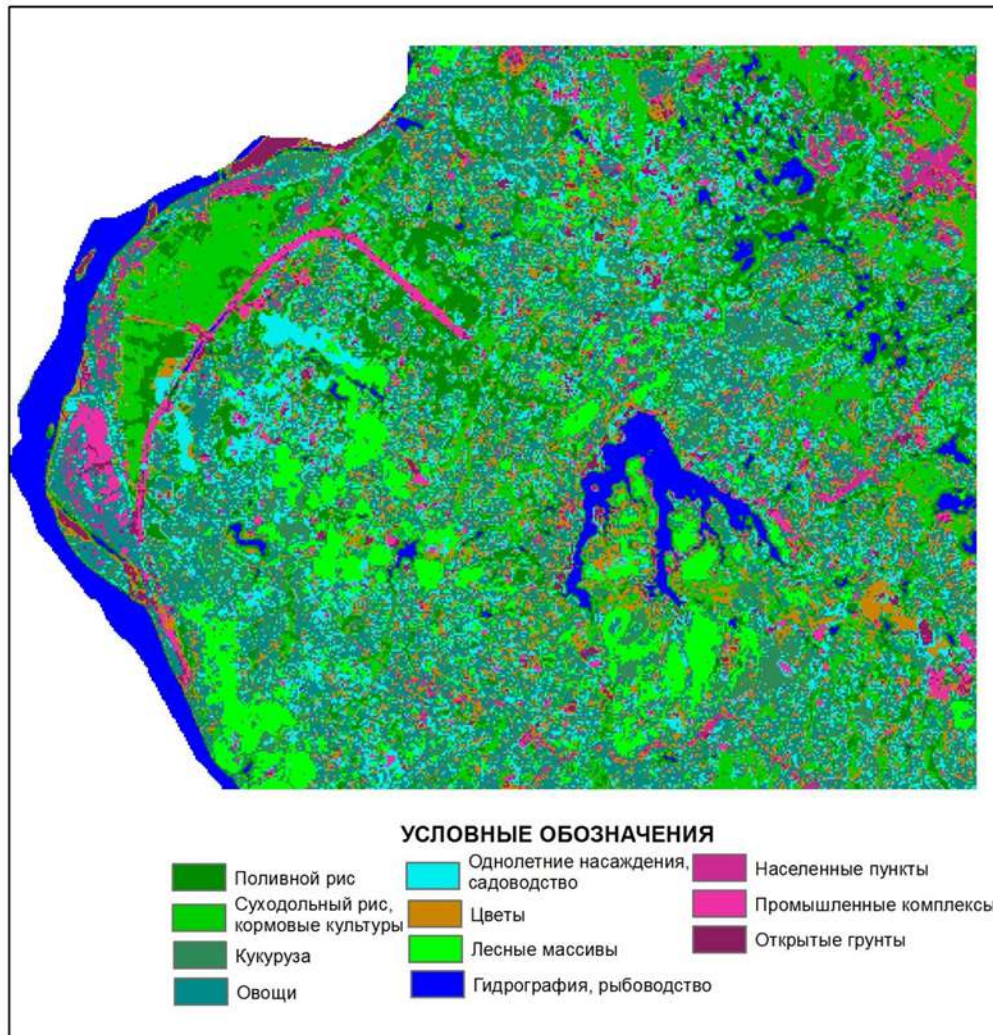 УСЛОВНЫЕ ОБОЗНАЧЕНИЯ
Поливной рис
Суходольный рис,
кормовые культуры
Кукуруза
Овощи
Однолетние насаждения,
садоводство
Цветы
Лесные массивы
Гидрография, рыбоводство
Населенные пункты
Промышленные комплексы
Открытые грунты